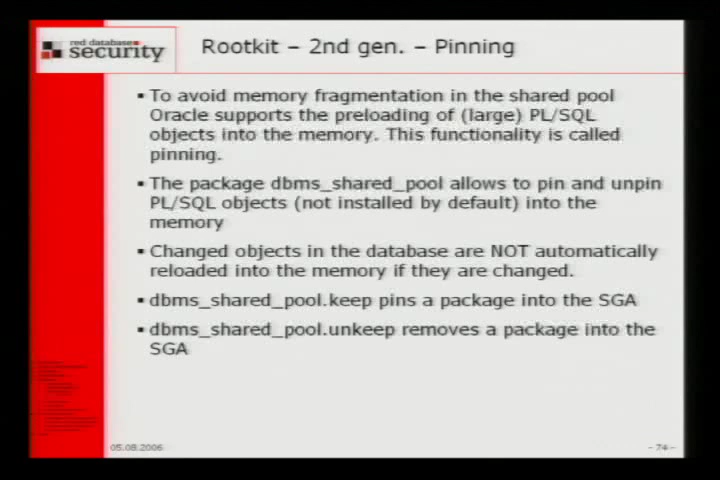 red database
security
Rootkit – 2nd gen. – Pinning
▪ To avoid memory fragmentation in the shared pool
Oracle supports the preloading of (large) PL/SQL
objects into the memory. This functionality is called
pinning.
▪ The package dbms_shared_pool allows to pin and unpin
PL/SQL objects (not installed by default) into the
memory
▪ Changed objects in the database are NOT automatically
reloaded into the memory if they are changed.
▪ dbms_shared_pool.keep pins a package into the SGA
▪ dbms_shared_pool.unkeep removes a package into the
SGA
05.08.2006
– 74 –